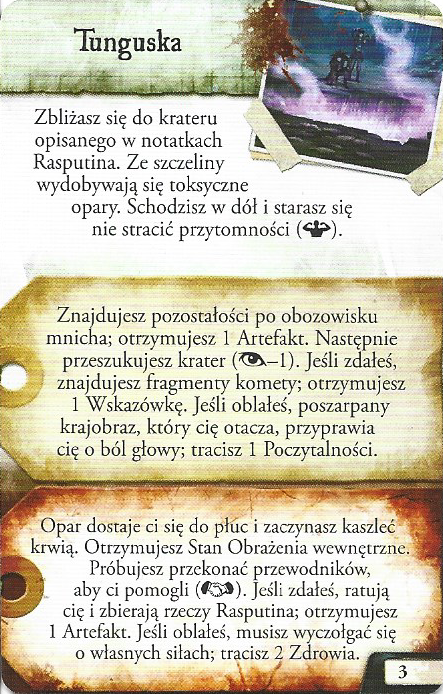 Tunguska
Zbliżasz się do krateru
opisanego w notatkach
Rasputina. Ze szczeliny
wydobywają się toksyczne
opary. Schodzisz w dół i starasz się
nie stracić przytomności ( ).
Znajdujesz pozostałości po obozowisku
mnicha; otrzymujesz 1 Artefakt. Następnie
przeszukujesz krater ( –1). Jeśli zdałeś,
znajdujesz fragmenty komety; otrzymujesz
1 Wskazówkę. Jeśli oblałeś, poszarpany
krajobraz, który cię otacza, przyprawia
cię o ból głowy; tracisz 1 Poczytalności.
Opar dostaje ci się do płuc i zaczynasz kaszleć
krwią. Otrzymujesz Stan Obrażenia wewnętrzne.
Próbujesz przekonać przewodników,
aby ci pomogli ( ). Jeśli zdałeś, ratują
cię i zbierają rzeczy Rasputina; otrzymujesz
1 Artefakt. Jeśli oblałeś, musisz wyczołgać się
o własnych siłach; tracisz 2 Zdrowia.
3